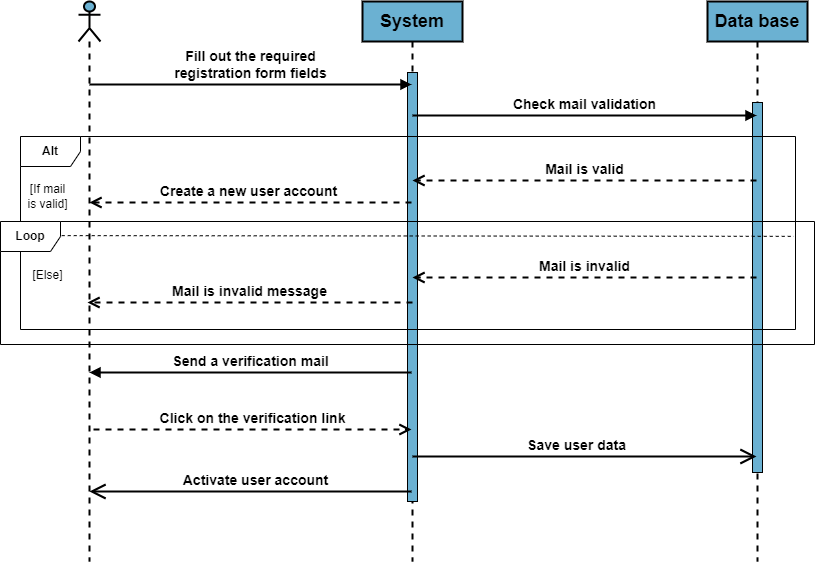 System
Data base
Fill out the required
registration form fields
Check mail validation
Alt
Mail is valid
[If mail
is valid]
Create a new user account
Loop
Mail is invalid
[Else]
Mail is invalid message
Send a verification mail
Click on the verification link
Save user data
Activate user account